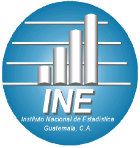 INE
Instituto Nacional de Estadística
Guatemala, C.A.